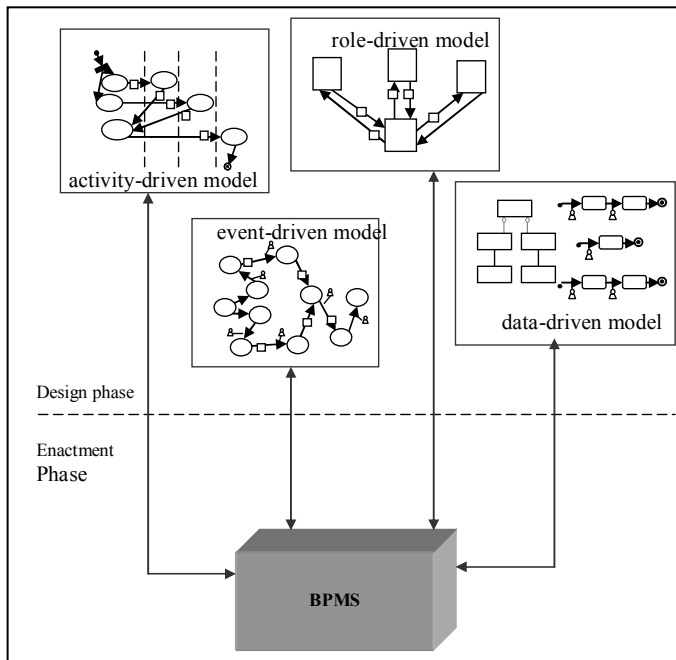 role-driven model
activity-driven model
event-driven model
data-driven model
Design phase
Enactment
Phase
BPMS